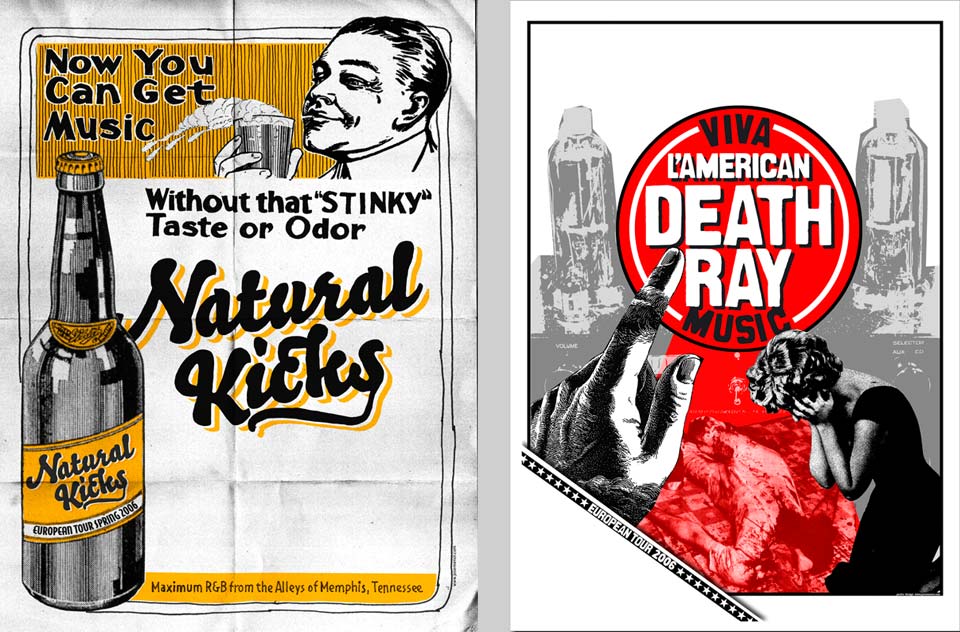 Now You
Can Get
Music
Without that "STINKY"
Taste or Odor
Natural
Kicks
Natural
Kicks
EUROPEAN TOUR SPRING 2006
Maximum R&B from the Alleys of Memphis, Tennessee
VIVA
L'AMERICAN
DEATH
RAY
MUSIC
VOLUME
SELECTOR
AUX CD
EUROPEAN TOUR 2006